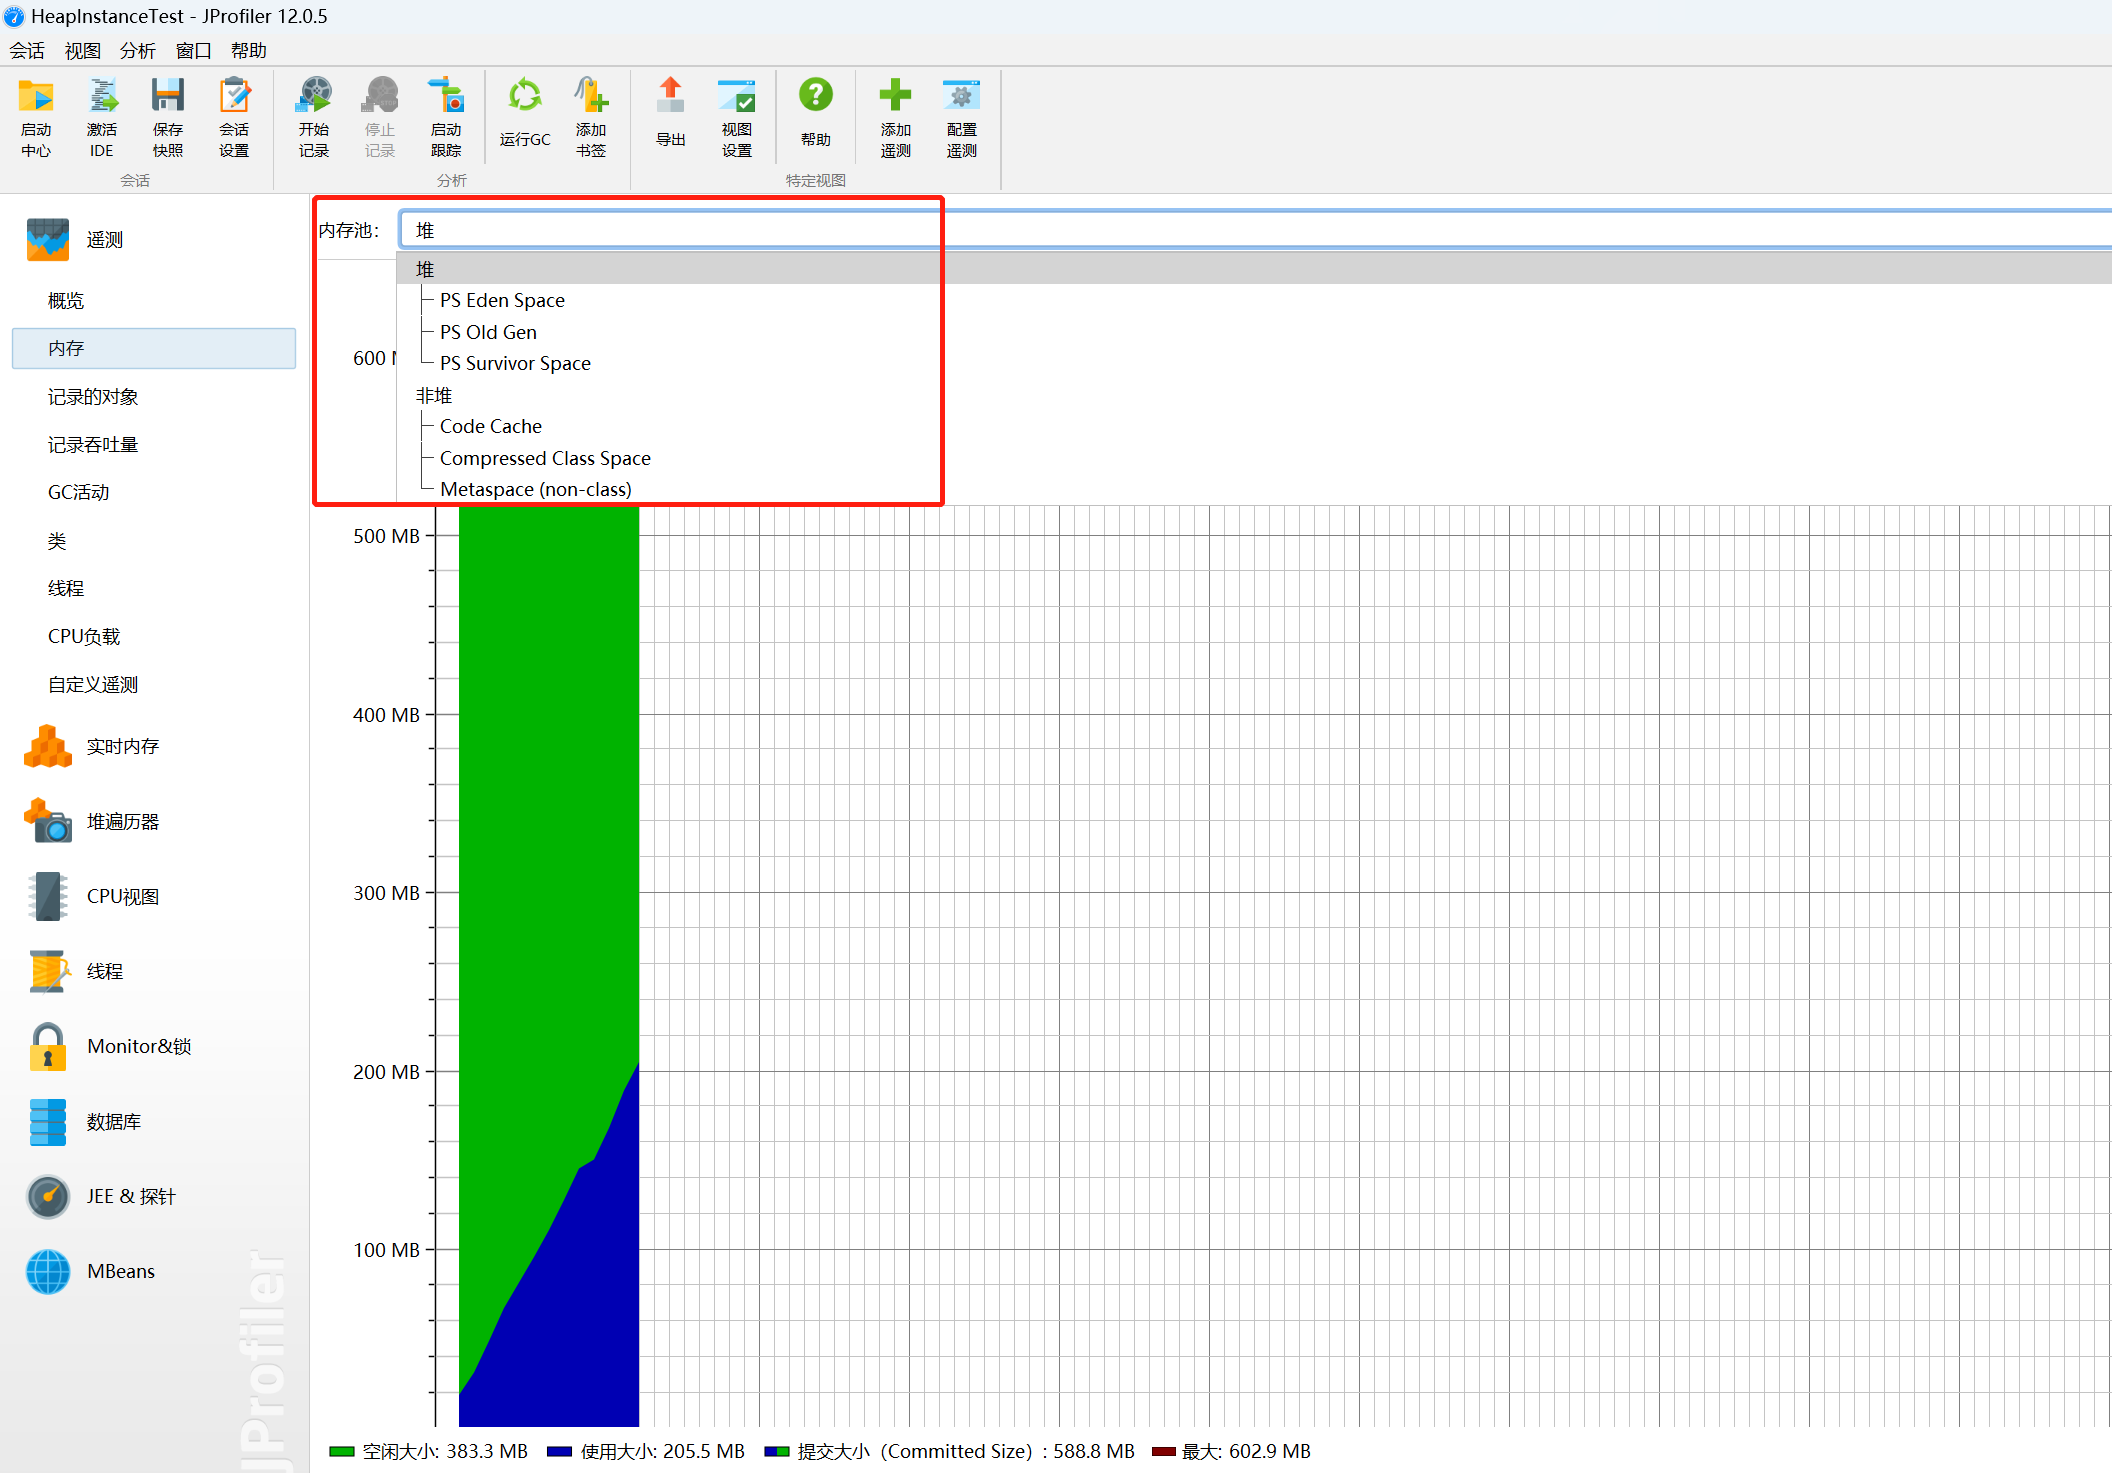 HeapInstanceTest - JProfiler 12.0.5
会话 视图 分析 窗口 帮助
启动
中心
激活
IDE
保存
快照
会话
设置
开始
记录
停止
记录
启动
跟踪
运行GC
添加
书签
导出
视图
设置
帮助
添加
遥测
配置
遥测
会话
分析
特定视图
遥测
概览
内存
记录的对象
记录吞吐量
GC活动
类
线程
CPU负载
自定义遥测
实时内存
堆遍历器
CPU视图
线程
Monitor&锁
数据库
JEE & 探针
MBeans
JProfiler
内存池： 堆
堆
PS Eden Space
PS Old Gen
PS Survivor Space
非堆
Code Cache
Compressed Class Space
Metaspace (non-class)
600
500 MB
400 MB
300 MB
200 MB
100 MB
空闲大小: 383.3 MB 使用大小: 205.5 MB 提交大小（Committed Size）: 588.8 MB 最大: 602.9 MB